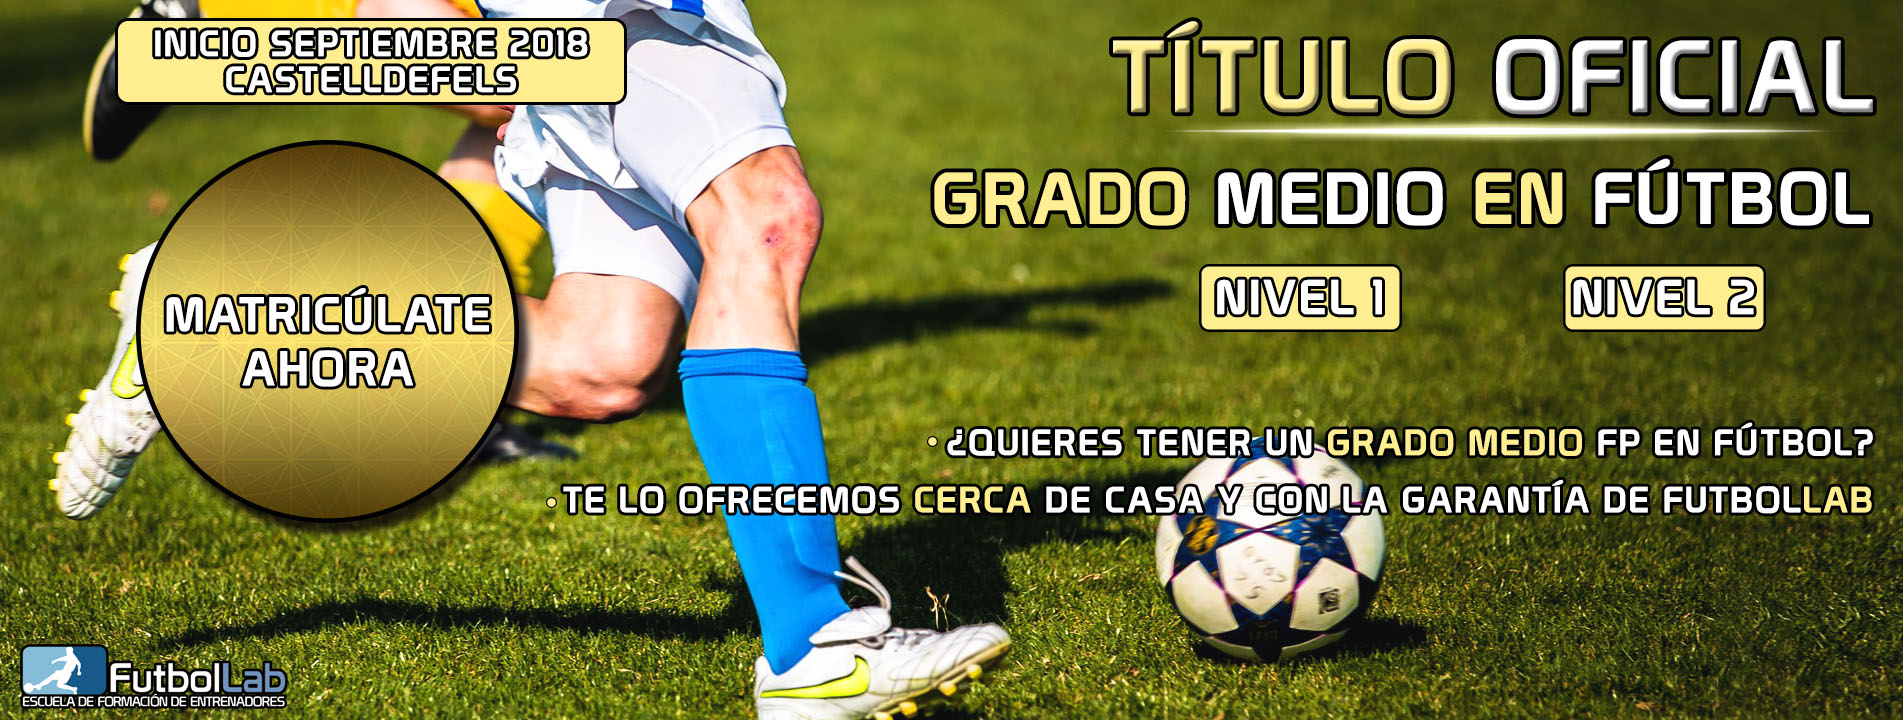 INICIO SEPTIEMBRE 2018
CASTELLDEFELS
TÍTULO OFICIAL
GRADO MEDIO EN FÚTBOL
NIVEL 1
NIVEL 2
MATRICÚLATE
AHORA
· ¿QUIERES TENER UN GRADO MEDIO FP EN FÚTBOL?
· TE LO OFRECEMOS CERCA DE CASA Y CON LA GARANTÍA DE FUTBOLLAB
FutbolLab
ESCUELA DE FORMACIÓN DE ENTRENADORES